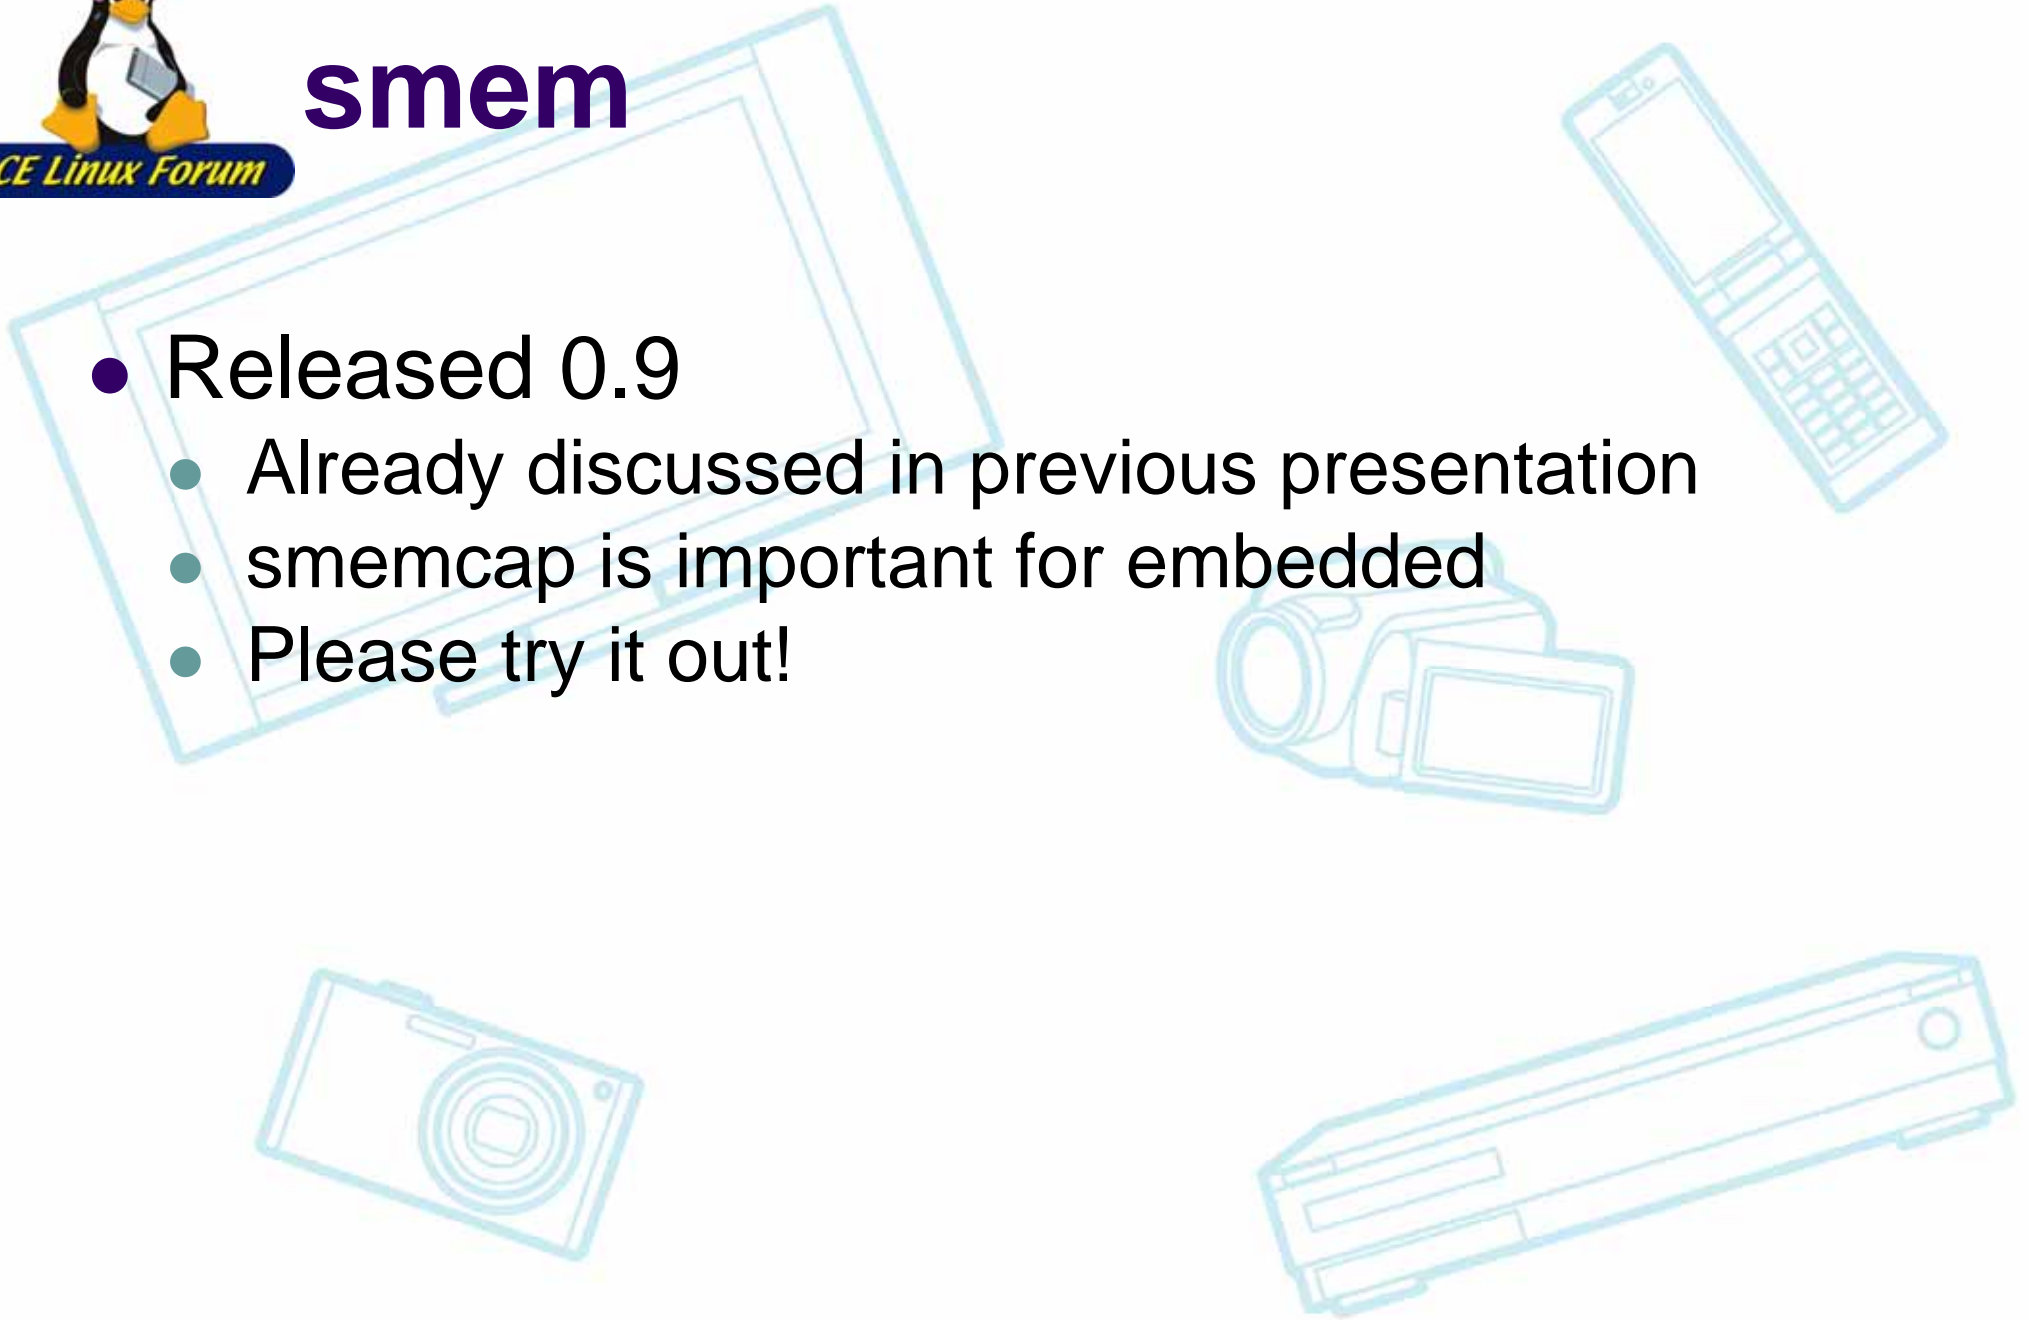 smem
CE Linux Forum
Released 0.9
Already discussed in previous presentation
smemcap is important for embedded
Please try it out!